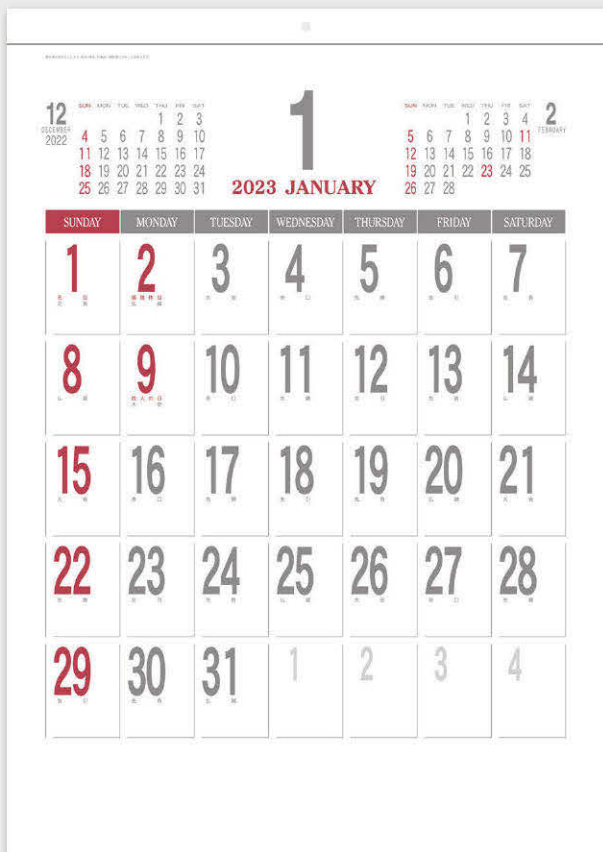 1
2023 JANUARY
12
DECEMBER
2022
SUN MON TUE WED THU FRI SAT
1 2 3
4 5 6 7 8 9 10
11 12 13 14 15 16 17
18 19 20 21 22 23 24
25 26 27 28 29 30 31
2
FEBRUARY
SUN MON TUE WED THU FRI SAT
1 2 3 4
5 6 7 8 9 10 11
12 13 14 15 16 17 18
19 20 21 22 23 24 25
26 27 28
SUNDAY MONDAY TUESDAY WEDNESDAY THURSDAY FRIDAY SATURDAY
1 2 3 4 5 6 7
8 9 10 11 12 13 14
15 16 17 18 19 20 21
22 23 24 25 26 27 28
29 30 31 1 2 3 4